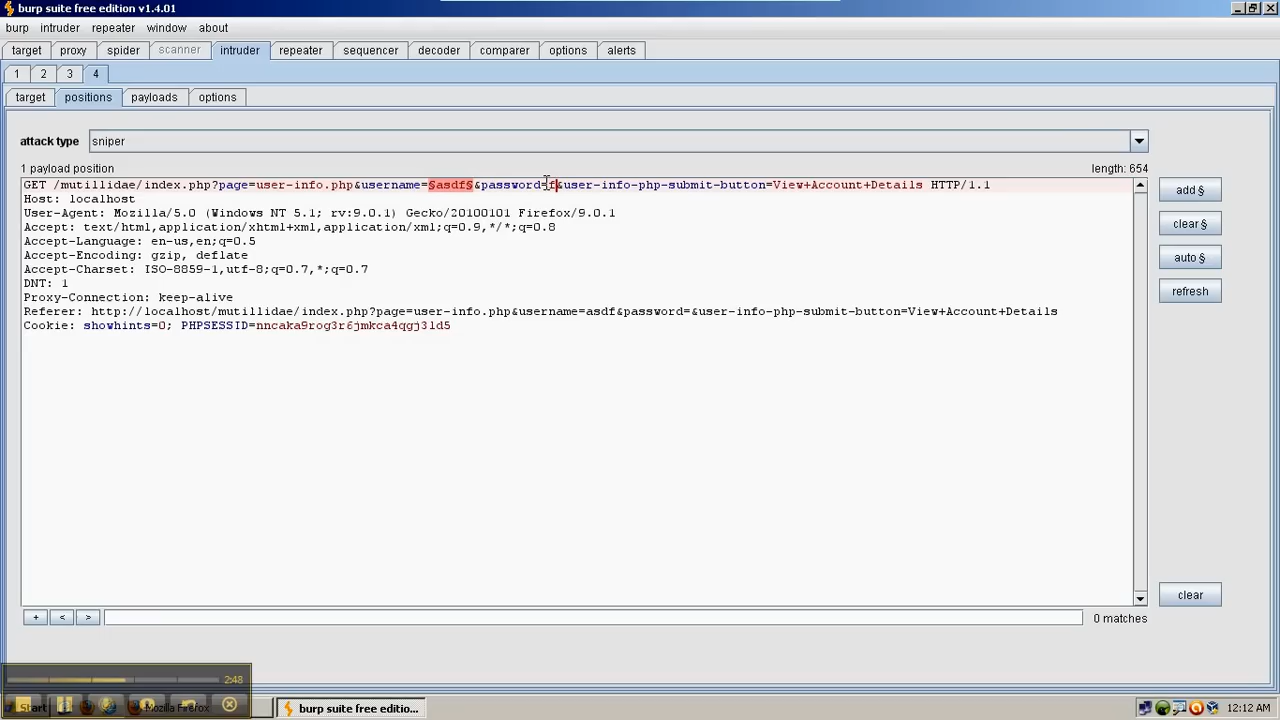 burp suite free edition v1.4.01
burp intruder repeater window about
target proxy spider scanner intruder repeater sequencer decoder comparer options alerts
1 2 3 4
target positions payloads options
attack type sniper
1 payload position length: 654
GET /mutillidae/index.php?page=user-info.php&username=§asdf§&password=f&user-info-php-submit-button=View+Account+Details HTTP/1.1
add §
Host: localhost
User-Agent: Mozilla/5.0 (Windows NT 5.1; rv:9.0.1) Gecko/20100101 Firefox/9.0.1
Accept: text/html,application/xhtml+xml,application/xml;q=0.9,*/*;q=0.8
clear §
Accept-Language: en-us,en;q=0.5
Accept-Encoding: gzip, deflate
auto §
Accept-Charset: ISO-8859-1,utf-8;q=0.7,*;q=0.7
DNT: 1
refresh
Proxy-Connection: keep-alive
Referer: http://localhost/mutillidae/index.php?page=user-info.php&username=asdf&password=&user-info-php-submit-button=View+Account+Details
Cookie: showhints=0; PHPSESSID=nncaka9rog3r6jmkca4qgj3ld5
clear
+ < > 0 matches
2:48
Start Mozilla Firefox burp suite free editio... 12:12 AM